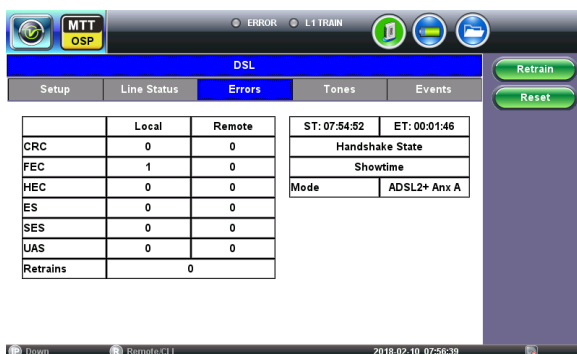 MTT
OSP
ERROR L1 TRAIN
DSL
Retrain
Setup Line Status Errors Tones Events
Reset
Local Remote
CRC 0 0
FEC 1 0
HEC 0 0
ES 0 0
SES 0 0
UAS 0 0
Retrains 0
ST: 07:54:52 ET: 00:01:46
Handshake State
Showtime
Mode ADSL2+ Anx A
IP Down R Remote/CLI 2018-02-10 07:56:39